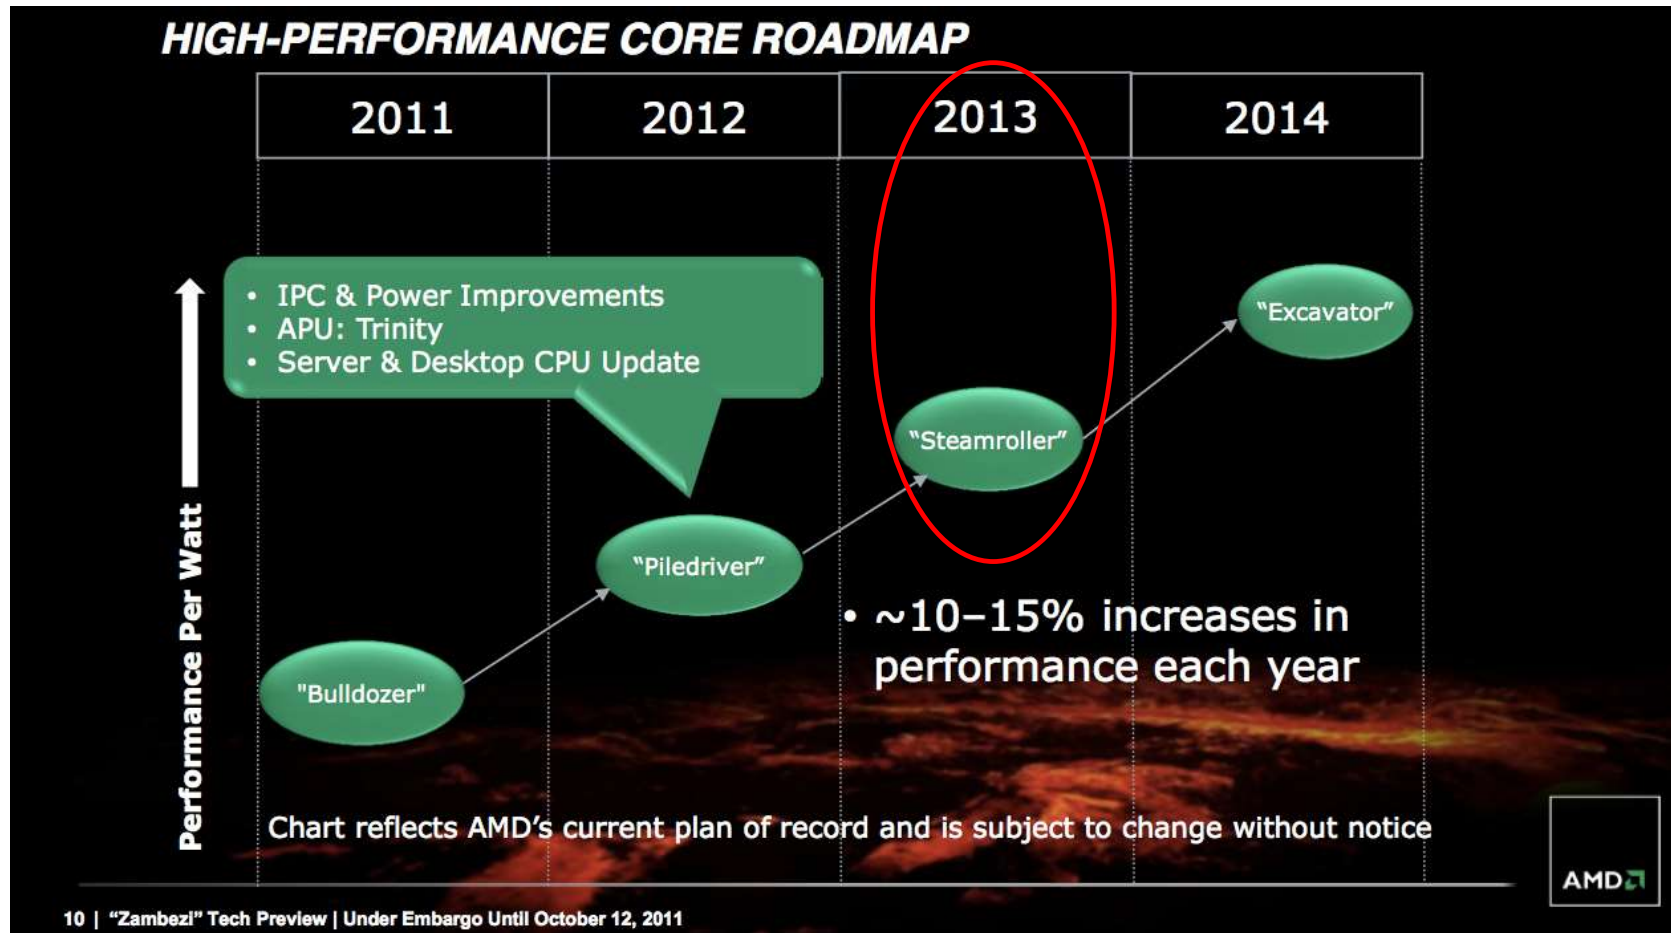 HIGH-PERFORMANCE CORE ROADMAP
2011
2012
2013
2014
• IPC & Power Improvements
• APU: Trinity
• Server & Desktop CPU Update
"Excavator"
"Steamroller"
"Piledriver"
"Bulldozer"
Performance Per Watt
• ~10–15% increases in
performance each year
Chart reflects AMD's current plan of record and is subject to change without notice
AMD
10 | "Zambezi" Tech Preview | Under Embargo Until October 12, 2011